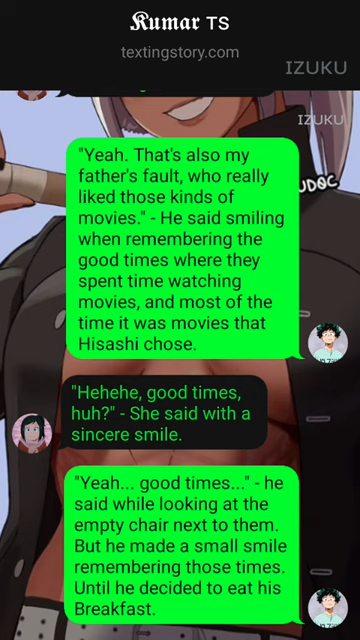 Kumar TS
textingstory.com
IZUKU
IZUKU
"Yeah. That's also my
father's fault, who really
liked those kinds of
movies." - He said smiling
when remembering the
good times where they
spent time watching
movies, and most of the
time it was movies that
Hisashi chose.
"Hehehe, good times,
huh?" - She said with a
sincere smile.
"Yeah... good times..." - he
said while looking at the
empty chair next to them.
But he made a small smile
remembering those times.
Until he decided to eat his
Breakfast.